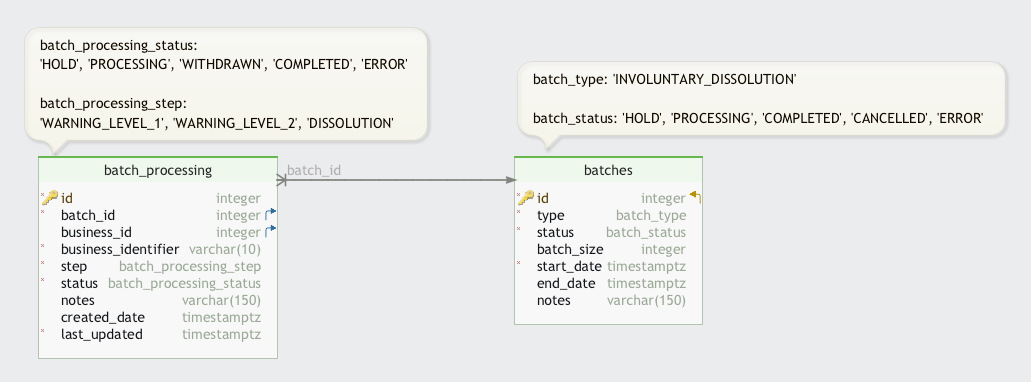 batch_processing_status:
'HOLD', 'PROCESSING', 'WITHDRAWN', 'COMPLETED', 'ERROR'
batch_processing_step:
'WARNING_LEVEL_1', 'WARNING_LEVEL_2', 'DISSOLUTION'
batch_type: 'INVOLUNTARY_DISSOLUTION'
batch_status: 'HOLD', 'PROCESSING', 'COMPLETED', 'CANCELLED', 'ERROR'
batch_processing
* id integer
* batch_id integer
business_id integer
* business_identifier varchar(10)
* step batch_processing_step
* status batch_processing_status
notes varchar(150)
created_date timestamptz
* last_updated timestamptz
batch_id
batches
* id integer
* type batch_type
* status batch_status
batch_size integer
* start_date timestamptz
end_date timestamptz
notes varchar(150)